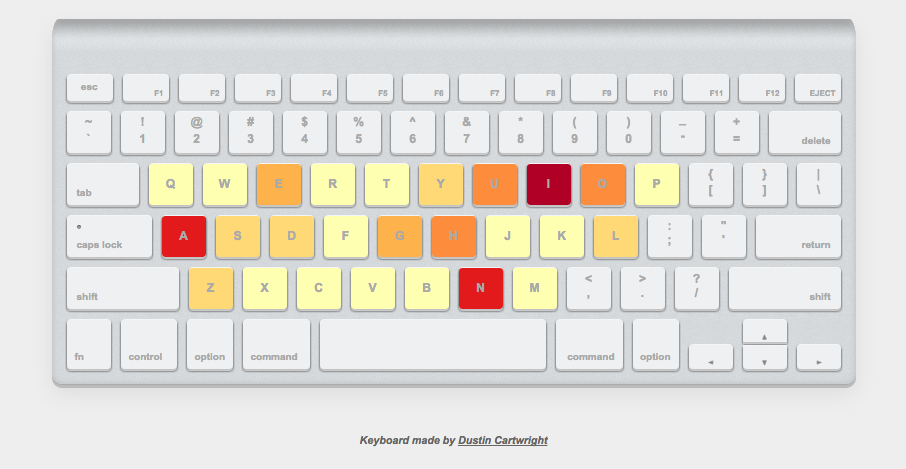 esc F1 F2 F3 F4 F5 F6 F7 F8 F9 F10 F11 F12 EJECT
~ ! @ # $ % ^ & * ( ) _ +
` 1 2 3 4 5 6 7 8 9 0 - = delete
tab Q W E R T Y U I O P { } |
[ ] \
caps lock A S D F G H J K L : "
; ' return
shift Z X C V B N M < > ? shift
, . /
fn control option command command option
Keyboard made by Dustin Cartwright